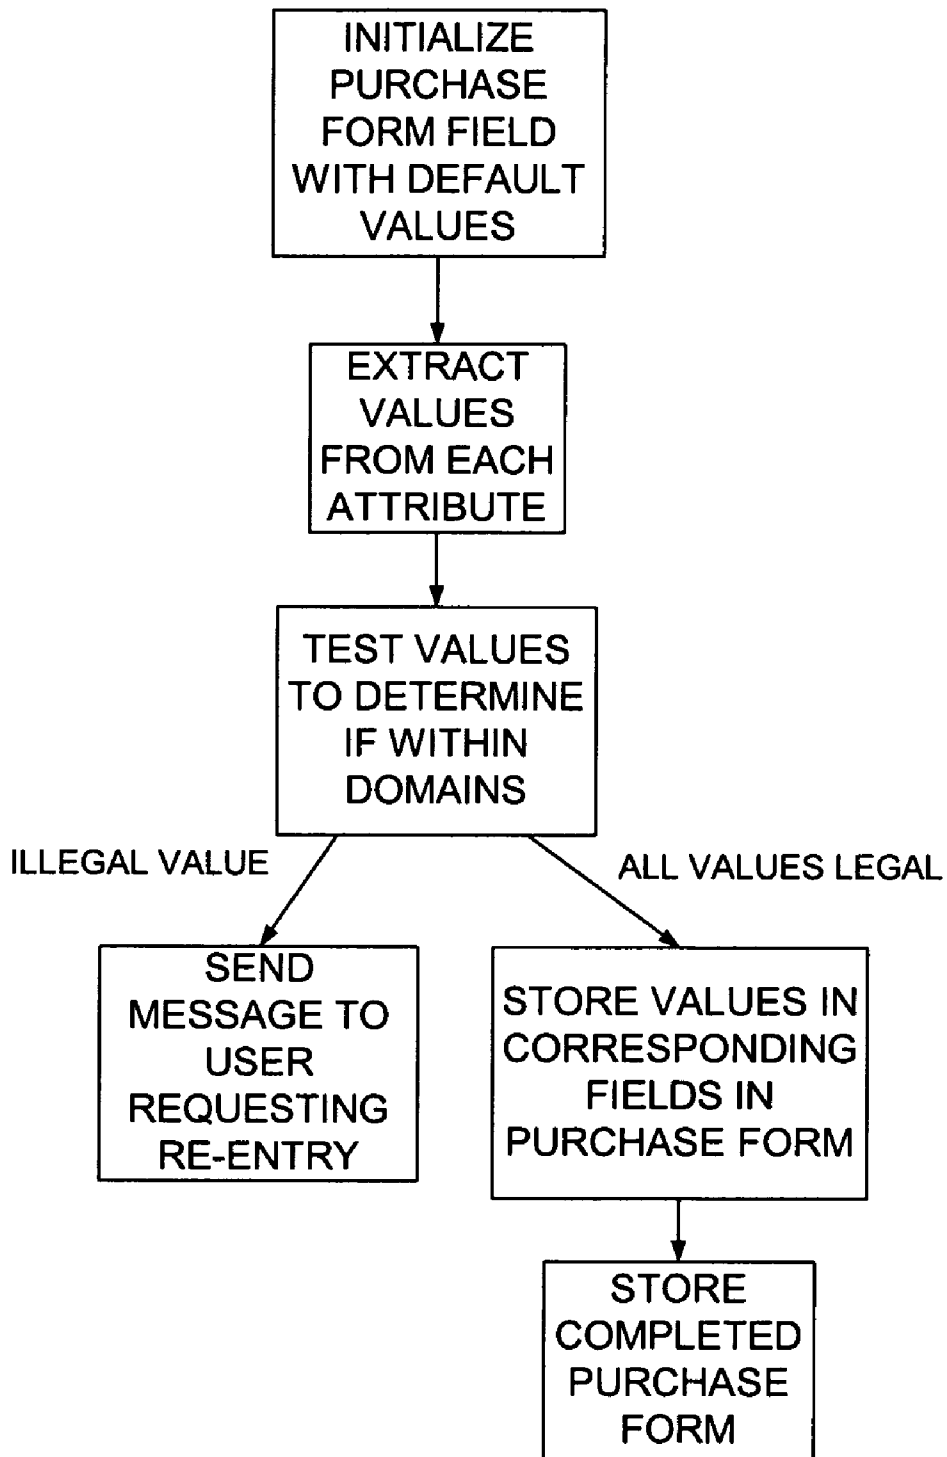 INITIALIZE
PURCHASE
FORM FIELD
WITH DEFAULT
VALUES
EXTRACT
VALUES
FROM EACH
ATTRIBUTE
TEST VALUES
TO DETERMINE
IF WITHIN
DOMAINS
ILLEGAL VALUE
ALL VALUES LEGAL
SEND
MESSAGE TO
USER
REQUESTING
RE-ENTRY
STORE VALUES IN
CORRESPONDING
FIELDS IN
PURCHASE FORM
STORE
COMPLETED
PURCHASE
FORM